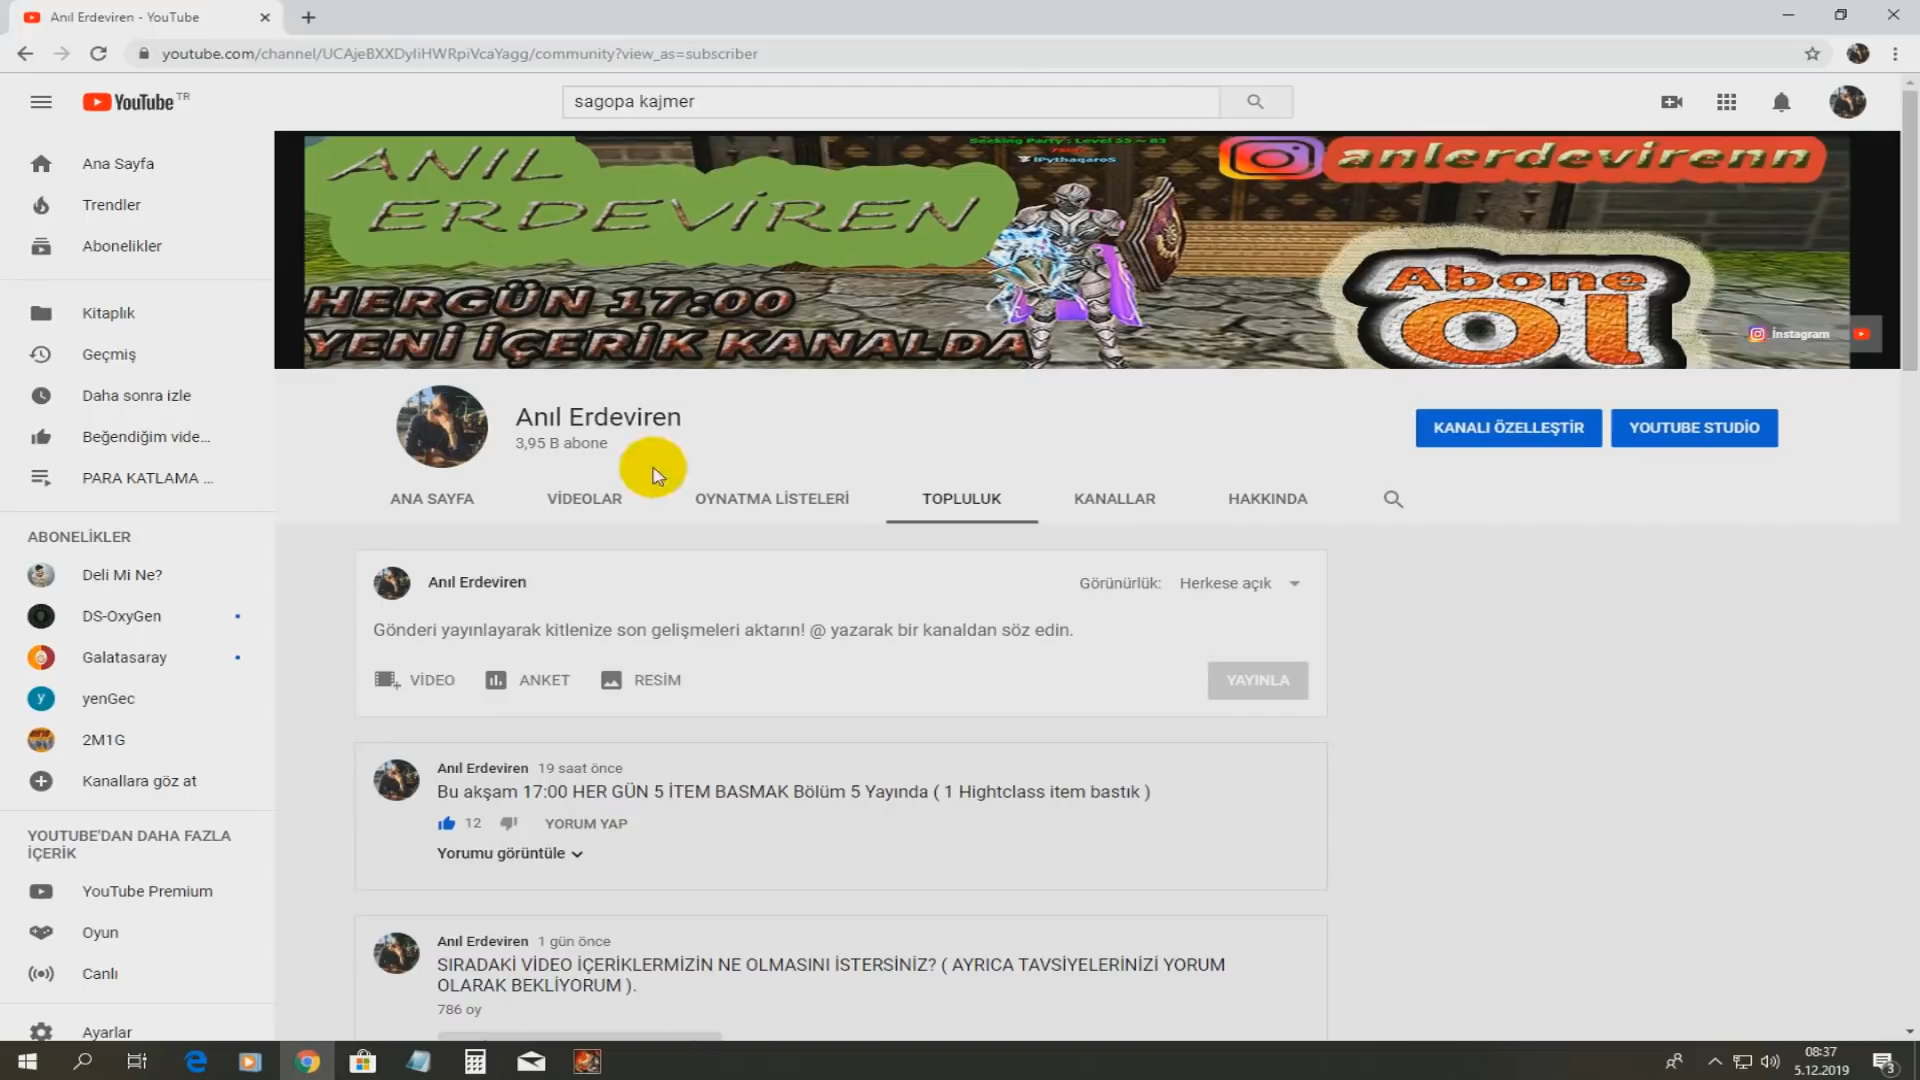 Anıl Erdeviren - YouTube
youtube.com/channel/UCAjeBXXDyIiHWRpiVcaYagg/community?view_as=subscriber
YouTube TR
sagopa kajmer
Ana Sayfa
Trendler
Abonelikler
Kitaplık
Geçmiş
Daha sonra izle
Beğendiğim vide...
PARA KATLAMA ...
ABONELİKLER
Deli Mi Ne?
DS-OxyGen
Galatasaray
y
yenGec
2M1G
Kanallara göz at
YOUTUBE'DAN DAHA FAZLA
İÇERİK
YouTube Premium
Oyun
Canlı
Ayarlar
Seeking Party : Level 55 ~ 83
IPythaqaroS
ANIL
ERDEVİREN
HERGÜN 17:00
YENİ İÇERİK KANALDA
anlerdevirenn
Abone
Ol
İnstagram
Anıl Erdeviren
3,95 B abone
KANALI ÖZELLEŞTİR
YOUTUBE STUDİO
ANA SAYFA
VİDEOLAR
OYNATMA LİSTELERİ
TOPLULUK
KANALLAR
HAKKINDA
Anıl Erdeviren
Görünürlük: Herkese açık
Gönderi yayınlayarak kitlenize son gelişmeleri aktarın! @ yazarak bir kanaldan söz edin.
VİDEO
ANKET
RESİM
YAYINLA
Anıl Erdeviren 19 saat önce
Bu akşam 17:00 HER GÜN 5 İTEM BASMAK Bölüm 5 Yayında ( 1 Hightclass item bastık )
12
YORUM YAP
Yorumu görüntüle
Anıl Erdeviren 1 gün önce
SIRADAKİ VİDEO İÇERİKLERMİZİN NE OLMASINI İSTERSİNİZ? ( AYRICA TAVSİYELERİNİZİ YORUM
OLARAK BEKLİYORUM ).
786 oy
08:37
5.12.2019
3